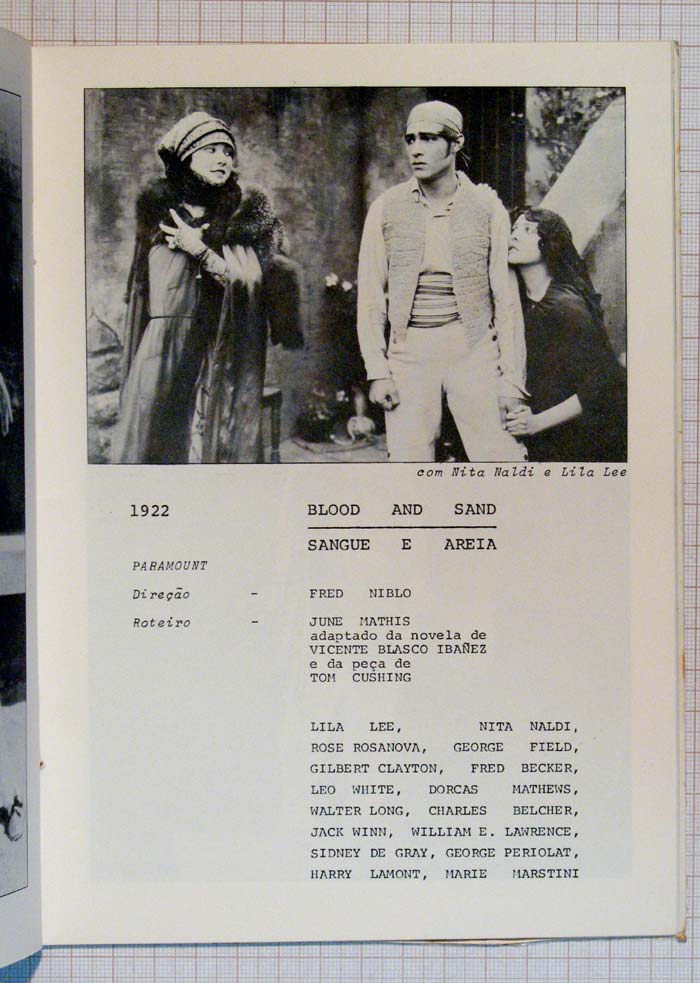 com Nita Naldi e Lila Lee
1922 BLOOD AND SAND
SANGUE E AREIA
PARAMOUNT
Direção - FRED NIBLO
Roteiro - JUNE MATHIS
adaptado da novela de
VICENTE BLASCO IBAÑEZ
e da peça de
TOM CUSHING
LILA LEE, NITA NALDI,
ROSE ROSANOVA, GEORGE FIELD,
GILBERT CLAYTON, FRED BECKER,
LEO WHITE, DORCAS MATHEWS,
WALTER LONG, CHARLES BELCHER,
JACK WINN, WILLIAM E. LAWRENCE,
SIDNEY DE GRAY, GEORGE PERIOLAT,
HARRY LAMONT, MARIE MARSTINI